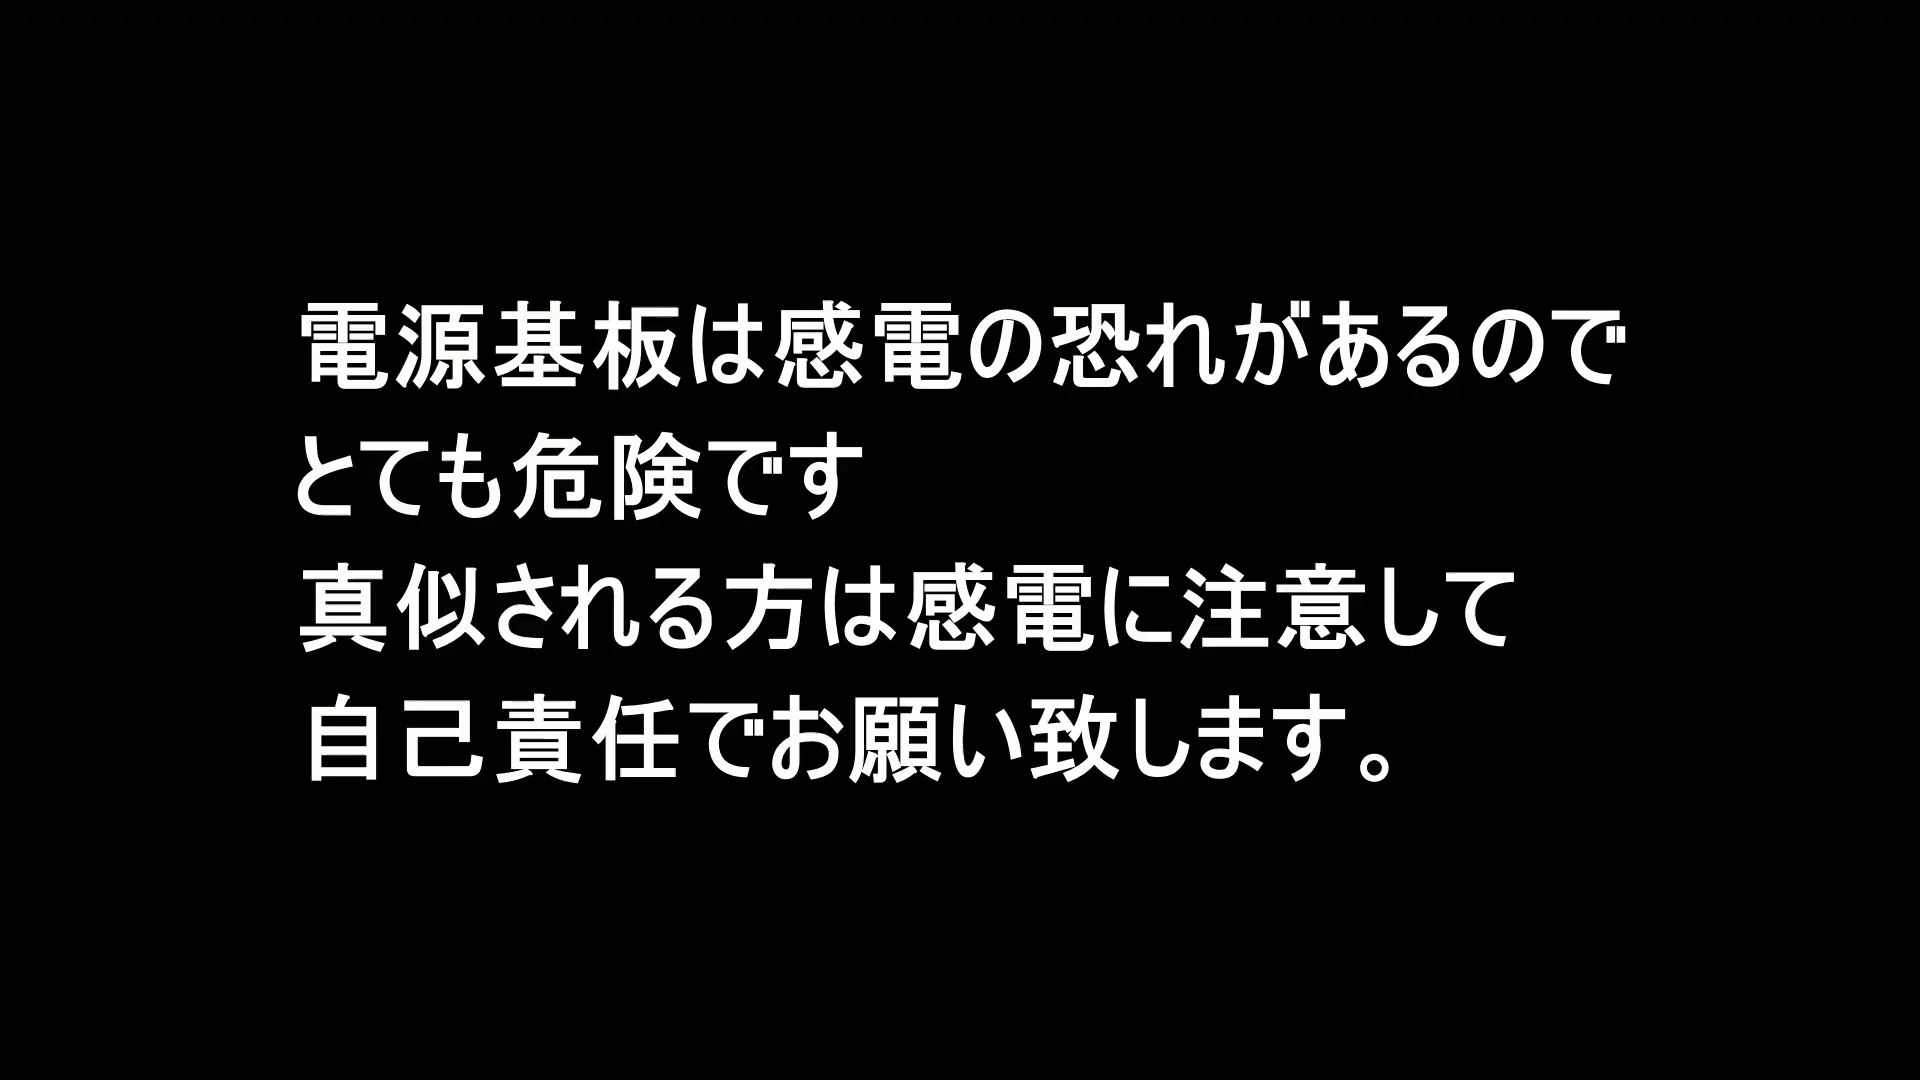 電源基板は感電の恐れがあるので
とても危険です
真似される方は感電に注意して
自己責任でお願い致します。